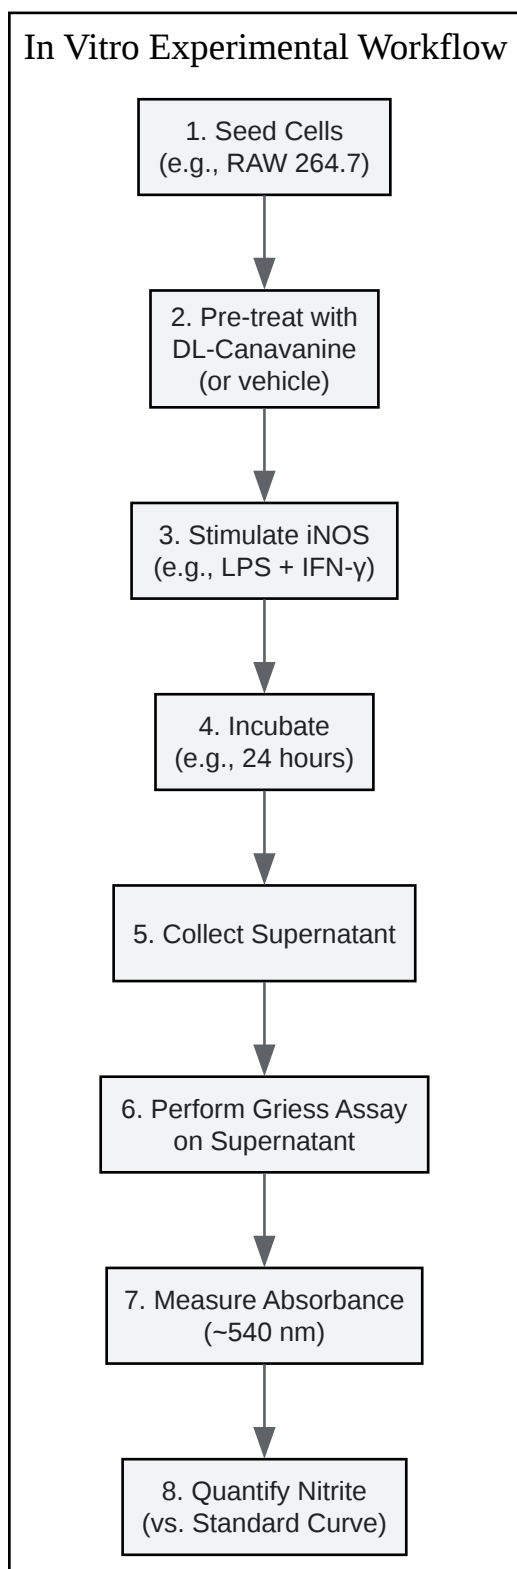 In Vitro Experimental Workflow
1. Seed Cells
(e.g., RAW 264.7)
2. Pre-treat with
DL-Canavanine
(or vehicle)
3. Stimulate iNOS
(e.g., LPS + IFN-γ)
4. Incubate
(e.g., 24 hours)
5. Collect Supernatant
6. Perform Griess Assay
on Supernatant
7. Measure Absorbance
(~540 nm)
8. Quantify Nitrite
(vs. Standard Curve)